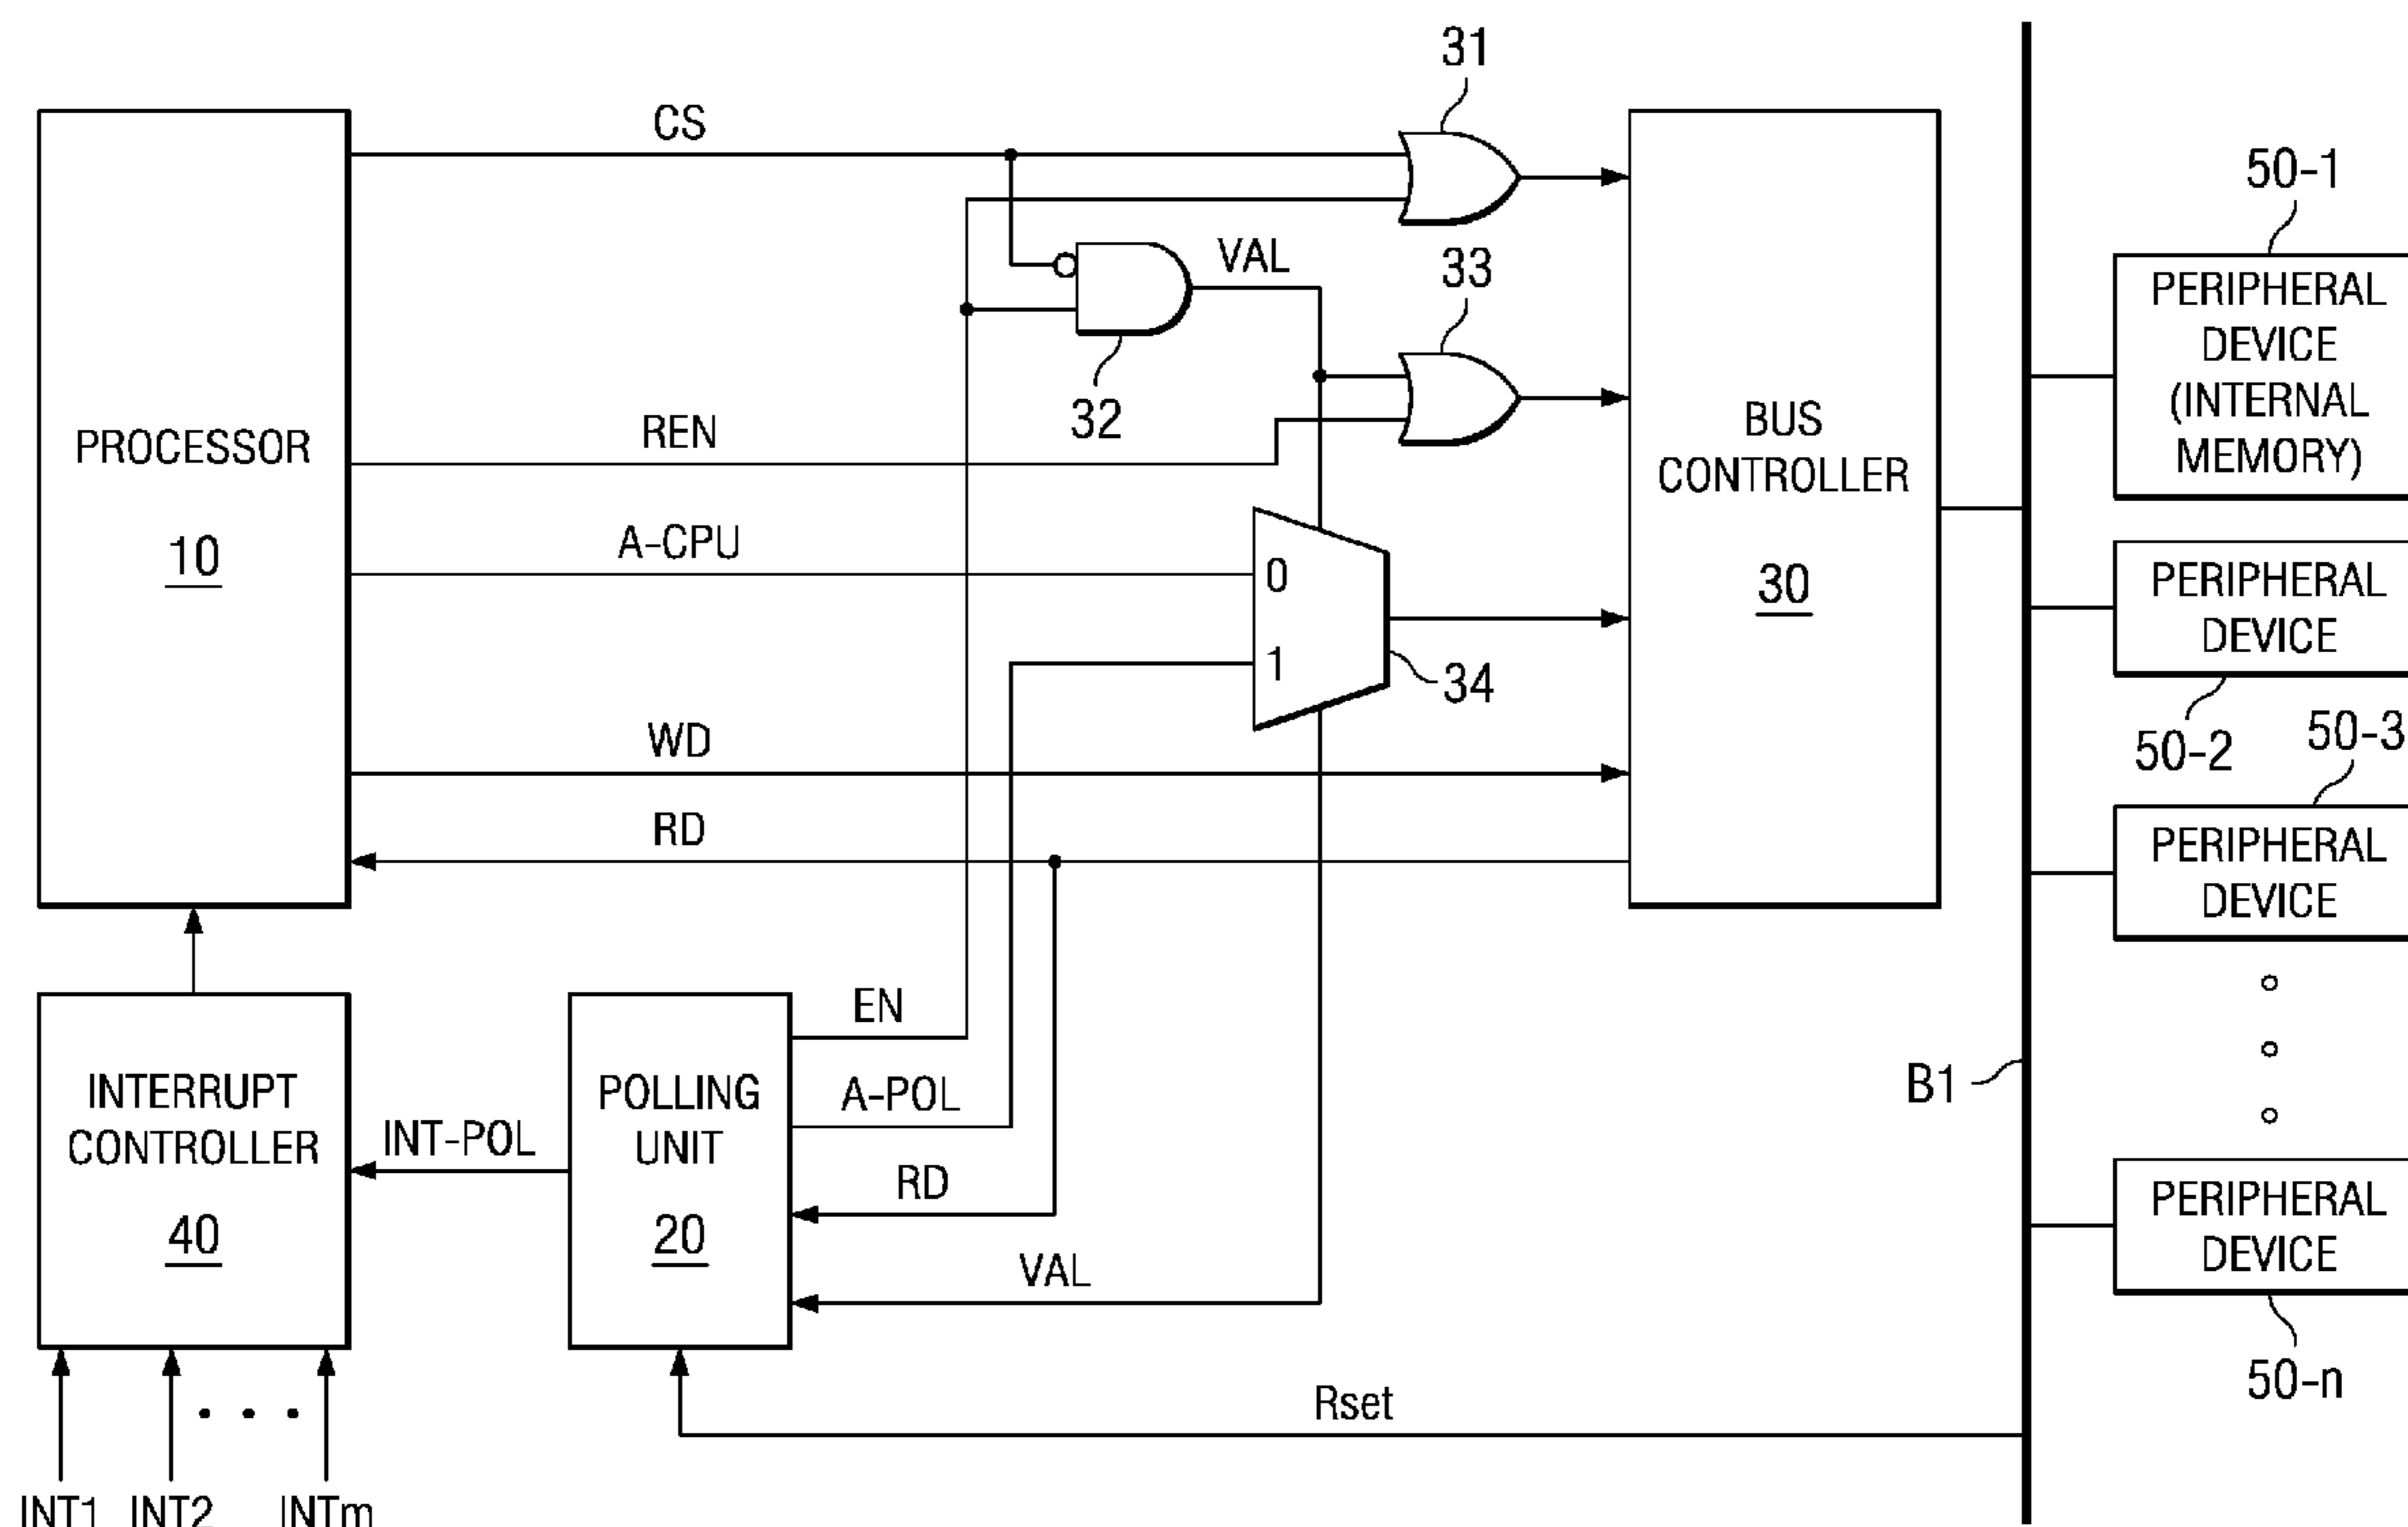 31
CS
50-1
PERIPHERAL
DEVICE
(INTERNAL
MEMORY)
VAL
33
32
PROCESSOR
10
REN
BUS
CONTROLLER
30
A-CPU
0
1
34
PERIPHERAL
DEVICE
50-2
WD
50-3
RD
PERIPHERAL
DEVICE
EN
INTERRUPT
CONTROLLER
40
INT-POL
POLLING
UNIT
20
A-POL
RD
VAL
B1
PERIPHERAL
DEVICE
50-n
Rset
INT1 INT2 INTm